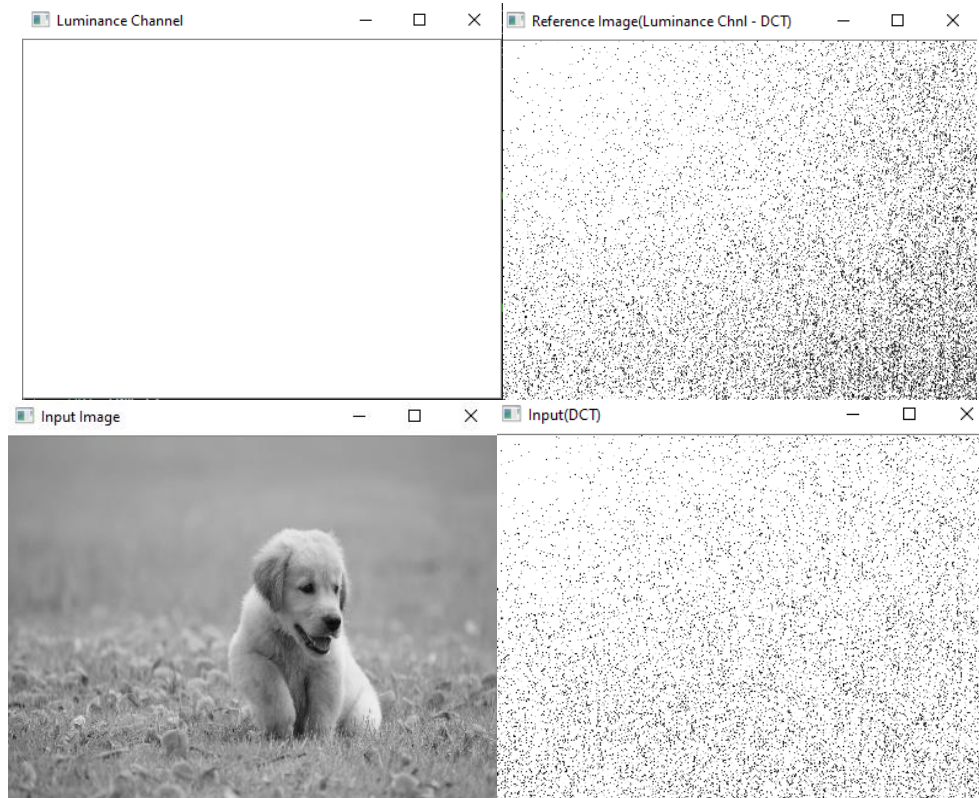 Luminance Channel
Reference Image(Luminance Chnl - DCT)
Input Image
Input(DCT)